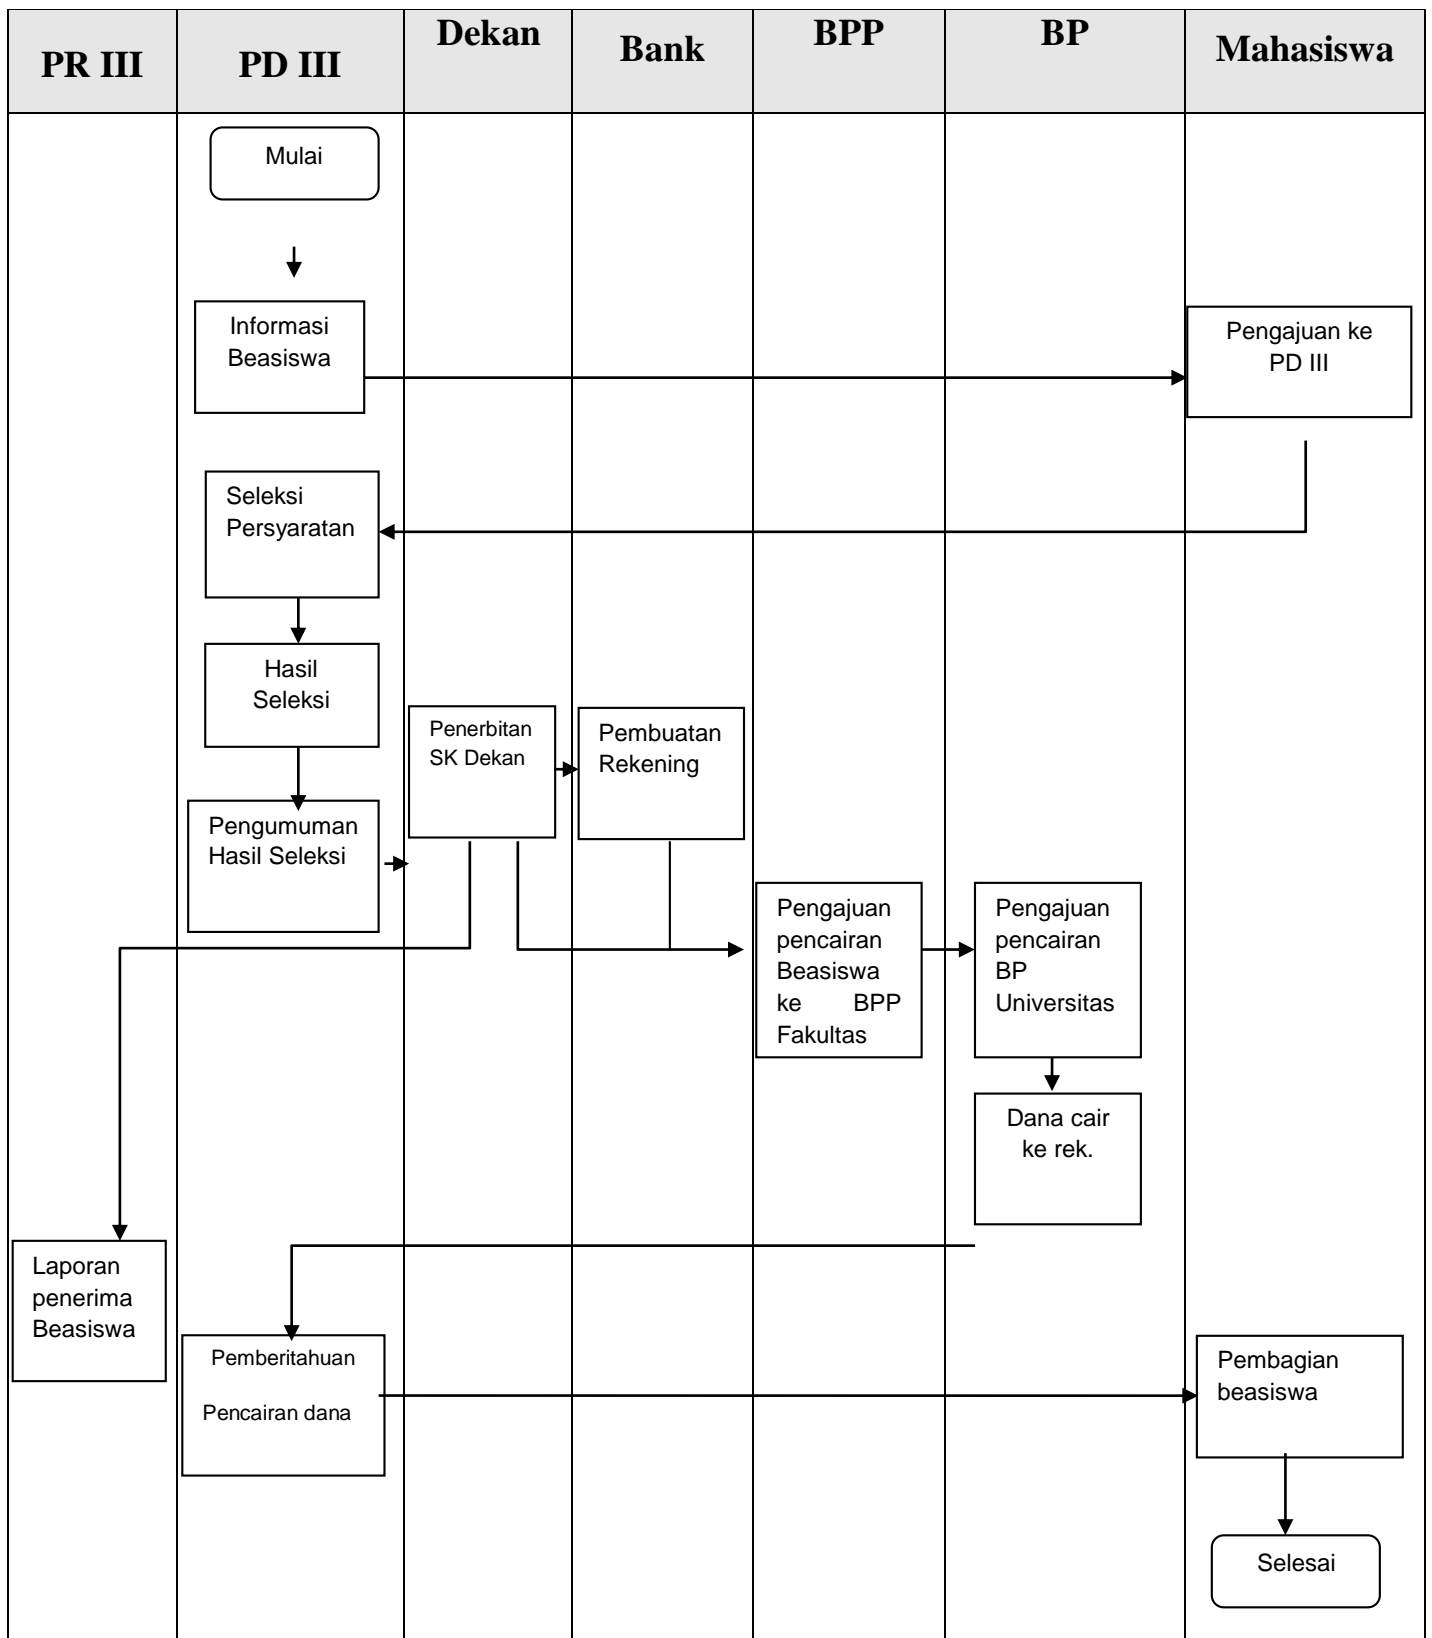 PR III
PD III
Dekan
Bank
BPP
BP
Mahasiswa
Mulai
Informasi
Beasiswa
Pengajuan ke
PD III
Seleksi
Persyaratan
Hasil
Seleksi
Penerbitan
SK Dekan
Pembuatan
Rekening
Pengumuman
Hasil Seleksi
Pengajuan
pencairan
Beasiswa
ke BPP
Fakultas
Pengajuan
pencairan
BP
Universitas
Dana cair
ke rek.
Laporan
penerima
Beasiswa
Pemberitahuan
Pencairan dana
Pembagian
beasiswa
Selesai